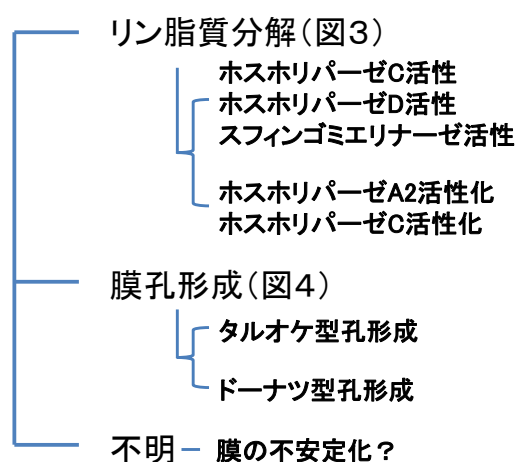 リン脂質分解(図3)
ホスホリパーゼC活性
ホスホリパーゼD活性
スフィンゴミエリナーゼ活性
ホスホリパーゼA2活性化
ホスホリパーゼC活性化
膜孔形成(図4)
タルオケ型孔形成
ドーナツ型孔形成
不明 膜の不安定化?